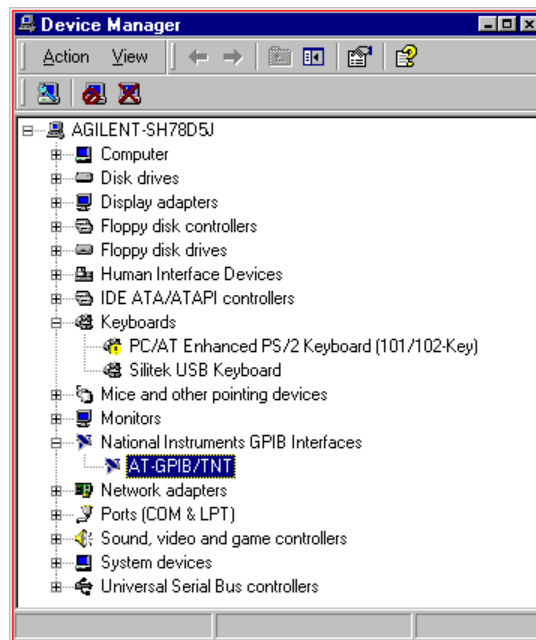 Device Manager
Action View
AGILENT-SH78D5J
Computer
Disk drives
Display adapters
Floppy disk controllers
Floppy disk drives
Human Interface Devices
IDE ATA/ATAPI controllers
Keyboards
PC/AT Enhanced PS/2 Keyboard (101/102-Key)
Silitek USB Keyboard
Mice and other pointing devices
Monitors
National Instruments GPIB Interfaces
AT-GPIB/TNT
Network adapters
Ports (COM & LPT)
Sound, video and game controllers
System devices
Universal Serial Bus controllers